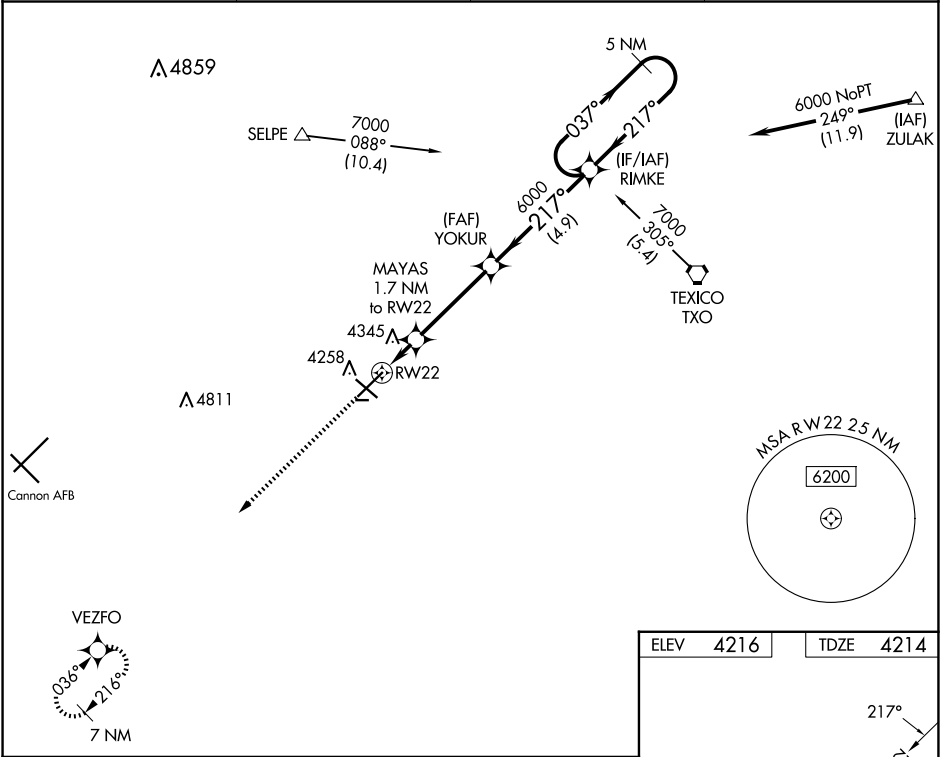 4859
SELPE
7000
088°
(10.4)
5 NM
037°
217°
6000 NoPT
249°
(11.9)
(IAF)
ZULAK
(IF/IAF)
RIMKE
6000
217°
(4.9)
(FAF)
YOKUR
7000
305°
(5.4)
TEXICO
TXO
MAYAS
1.7 NM
to RW22
4345
4258
RW22
4811
Cannon AFB
MSA RW22 25 NM
6200
VEZFO
036°
216°
7 NM
ELEV 4216
TDZE 4214
217°